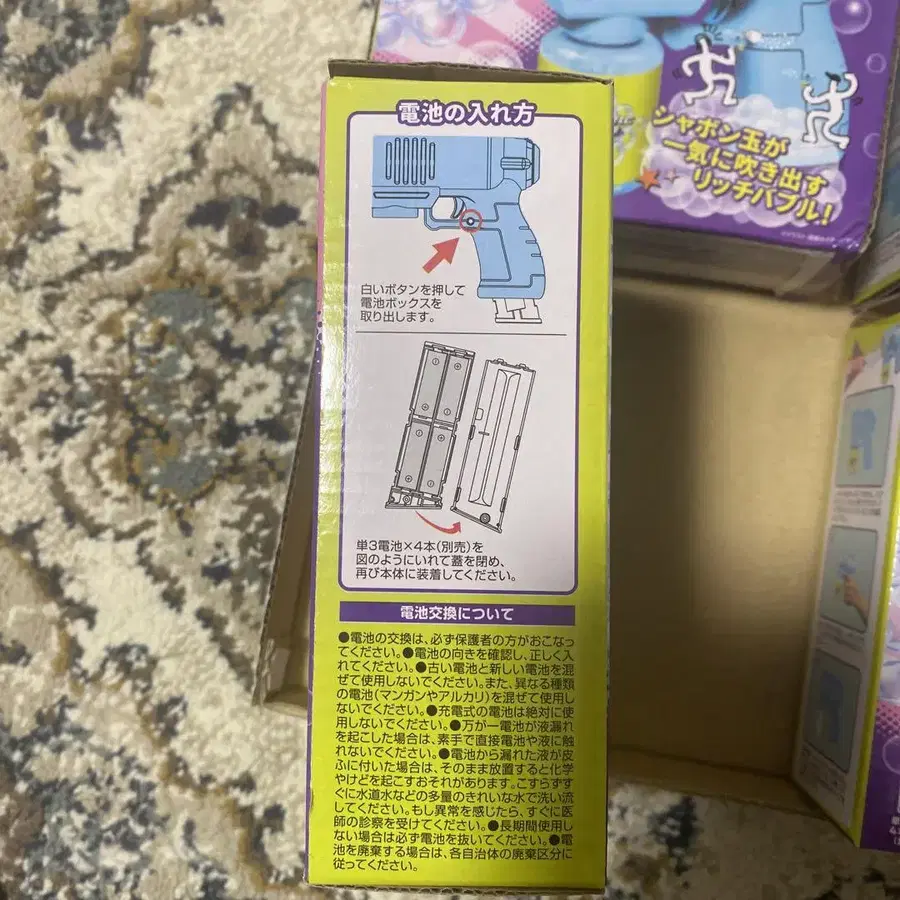 電池の入れ方
白いボタンを押して
電池ボックスを
取り出します。
単3電池×4本(別売)を
図のようにいれて蓋を閉め、
再び本体に装着してください。
電池交換について
●電池の交換は、必ず保護者の方がおこなっ
てください。●電池の向きを確認し、正しく入
れてください。●古い電池と新しい電池を混
ぜて使用しないでください。また、異なる種類
の電池(マンガンやアルカリ)を混ぜて使用し
ないでください。●充電式の電池は絶対に使
用しないでください。●万が一電池が液漏れ
を起こした場合は、素手で直接電池や液に触
れないでください。●電池から漏れた液が皮
ふに付いた場合は、そのまま放置すると化学
やけどを起こすおそれがあります。こすらずす
ぐに水道水などの多量のきれいな水で洗い流
してください。もし異常を感じたら、すぐに医
師の診察を受けてください。●長期間使用し
ない場合は必ず電池を抜いてください。●電
池を廃棄する場合は、各自治体の廃棄区分に
従ってください。
シャボン玉が
一気に吹き出す
リッチバブル!